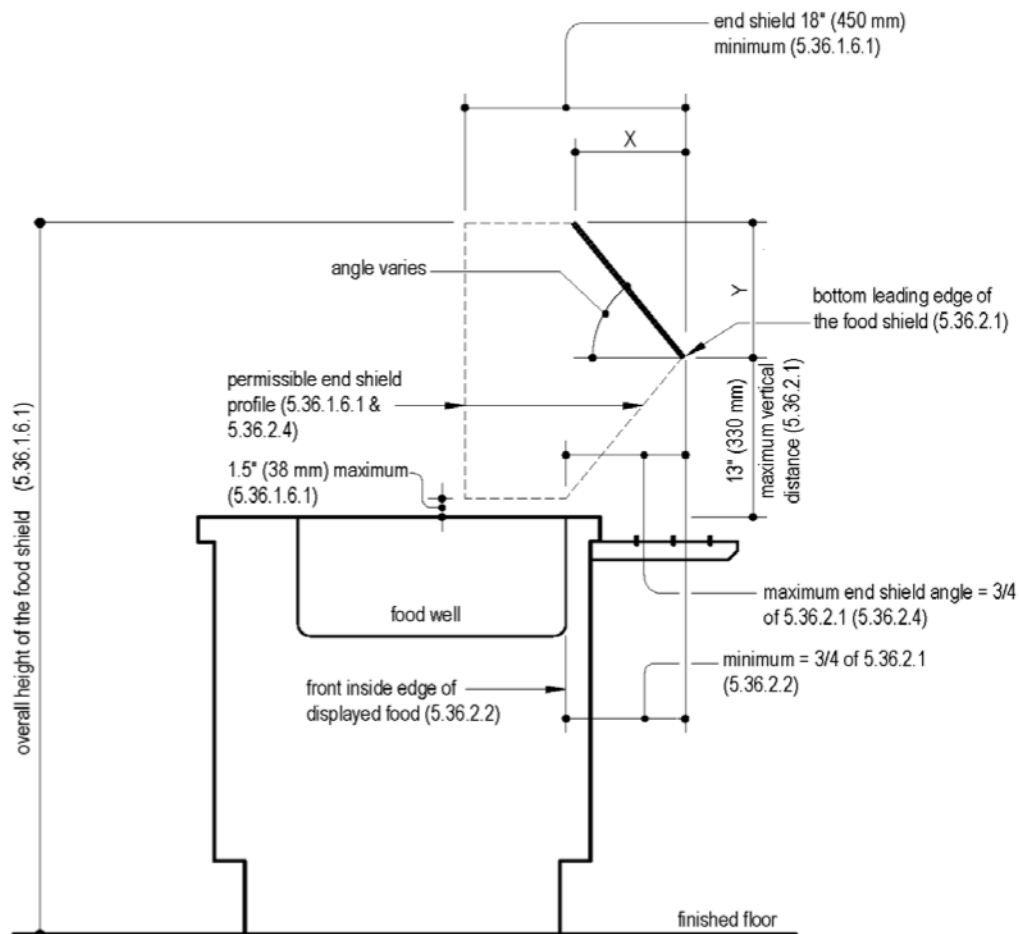 end shield 18" (450 mm)
minimum (5.36.1.6.1)
X
angle varies
Y
bottom leading edge of
the food shield (5.36.2.1)
permissible end shield
profile (5.36.1.6.1 &
5.36.2.4)
13" (330 mm)
maximum vertical
distance (5.36.2.1)
1.5" (38 mm) maximum
(5.36.1.6.1)
overall height of the food shield (5.36.1.6.1)
food well
maximum end shield angle = 3/4
of 5.36.2.1 (5.36.2.4)
minimum = 3/4 of 5.36.2.1
(5.36.2.2)
front inside edge of
displayed food (5.36.2.2)
finished floor